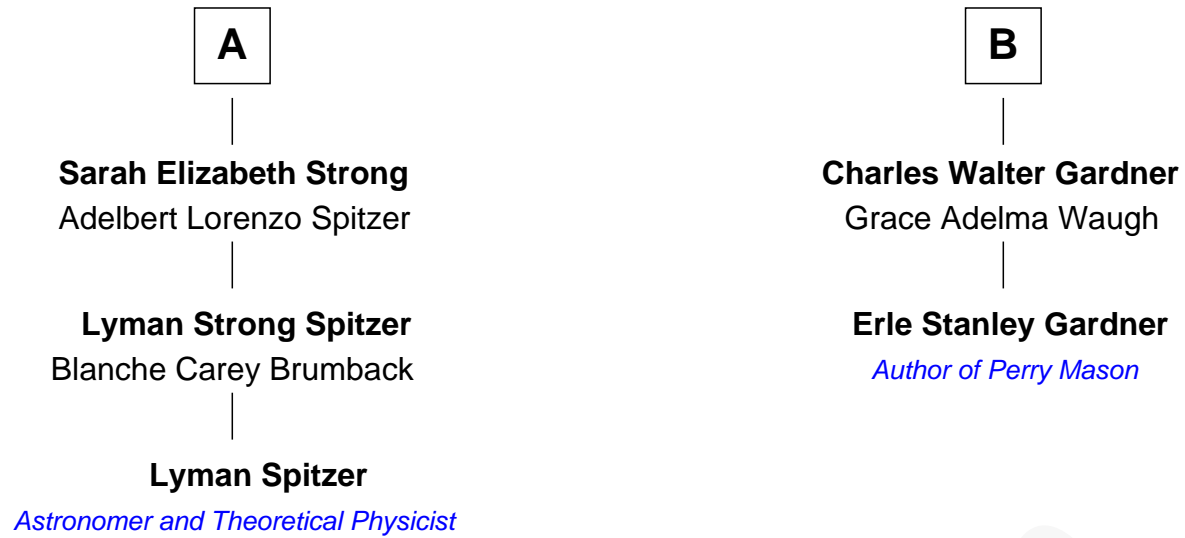 A
Sarah Elizabeth Strong
Adelbert Lorenzo Spitzer
Lyman Strong Spitzer
Blanche Carey Brumback
Lyman Spitzer
Astronomer and Theoretical Physicist
B
Charles Walter Gardner
Grace Adelma Waugh
Erle Stanley Gardner
Author of Perry Mason